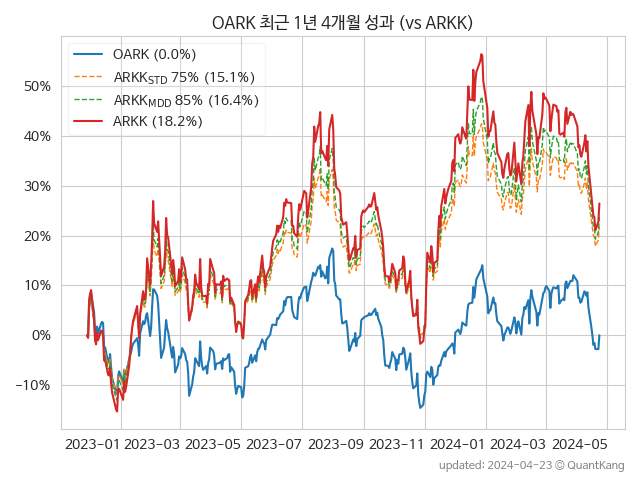 OARK 최근 1년 4개월 성과 (vs ARKK)
OARK (0.0%)
ARKKSTD 75% (15.1%)
ARKKMDD 85% (16.4%)
ARKK (18.2%)
50%
40%
30%
20%
10%
0%
−10%
2023-01 2023-03 2023-05 2023-07 2023-09 2023-11 2024-01 2024-03 2024-05
updated: 2024-04-23 © QuantKang